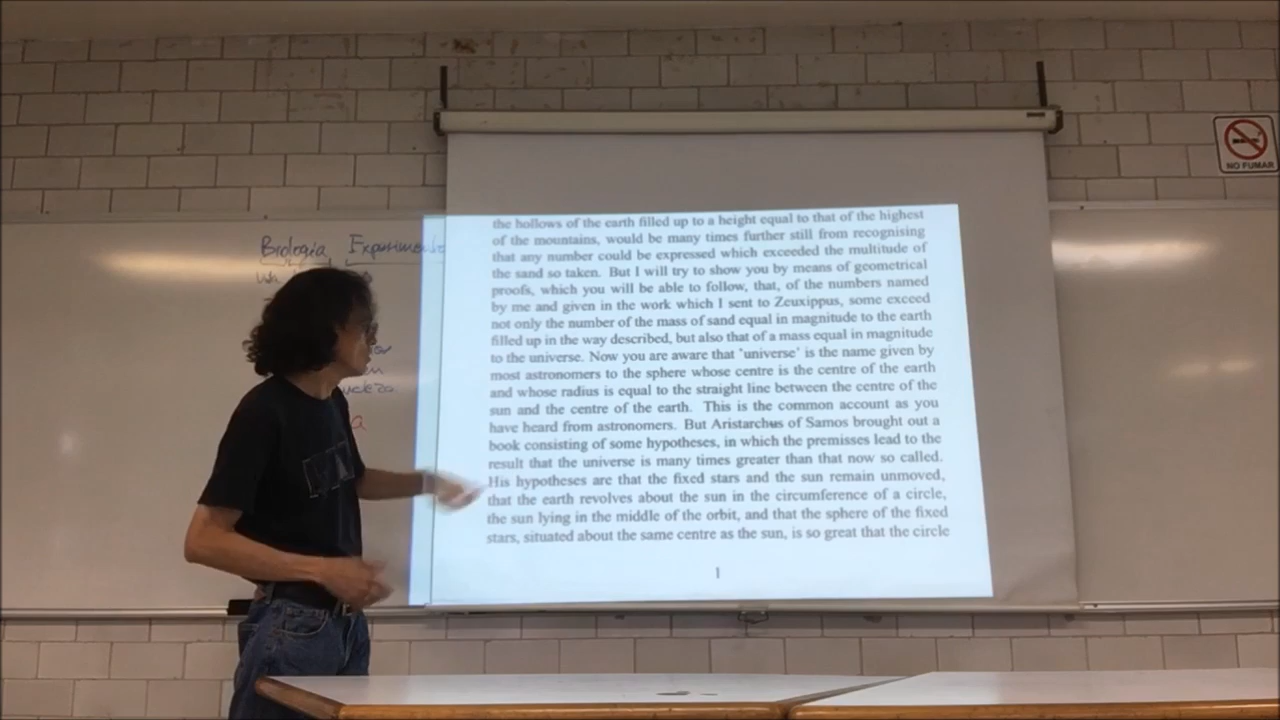 the hollows of the earth filled up to a height equal to that of the highest
of the mountains, would be many times further still from recognising
that any number could be expressed which exceeded the multitude of
the sand so taken. But I will try to show you by means of geometrical
proofs, which you will be able to follow, that, of the numbers named
by me and given in the work which I sent to Zeuxippus, some exceed
not only the number of the mass of sand equal in magnitude to the earth
filled up in the way described, but also that of a mass equal in magnitude
to the universe. Now you are aware that 'universe' is the name given by
most astronomers to the sphere whose centre is the centre of the earth
and whose radius is equal to the straight line between the centre of the
sun and the centre of the earth. This is the common account as you
have heard from astronomers. But Aristarchus of Samos brought out a
book consisting of some hypotheses, in which the premisses lead to the
result that the universe is many times greater than that now so called.
His hypotheses are that the fixed stars and the sun remain unmoved,
that the earth revolves about the sun in the circumference of a circle,
the sun lying in the middle of the orbit, and that the sphere of the fixed
stars, situated about the same centre as the sun, is so great that the circle
1
Biologia
NO FUMAR